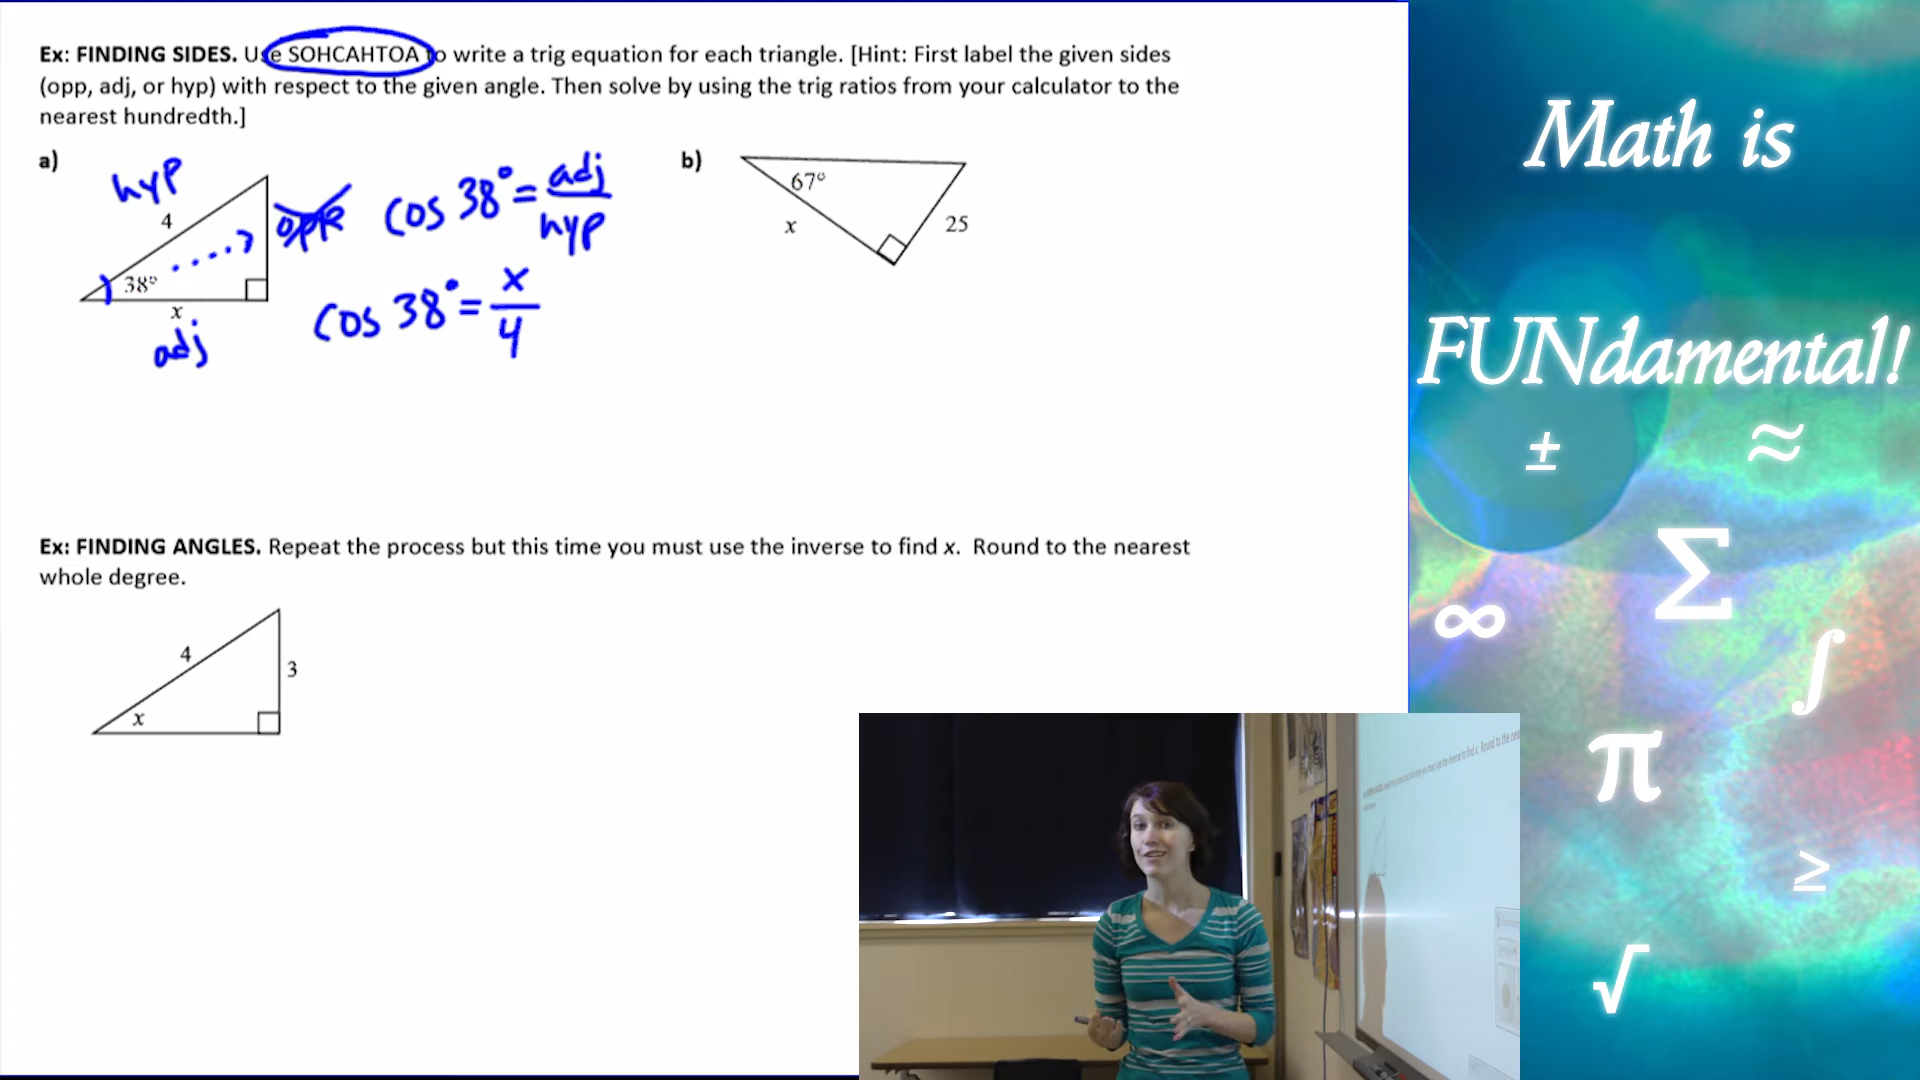 Ex: FINDING SIDES. Use SOHCAHTOA to write a trig equation for each triangle. [Hint: First label the given sides
(opp, adj, or hyp) with respect to the given angle. Then solve by using the trig ratios from your calculator to the
nearest hundredth.]
a)
hyp
4
opp
38°
x
adj
cos 38° = adj/hyp
cos 38° = x/4
b)
67°
x
25
Ex: FINDING ANGLES. Repeat the process but this time you must use the inverse to find x. Round to the nearest
whole degree.
4
3
x
Math is
FUNdamental!
± ≈
Σ
∞
∫
π
≥
√